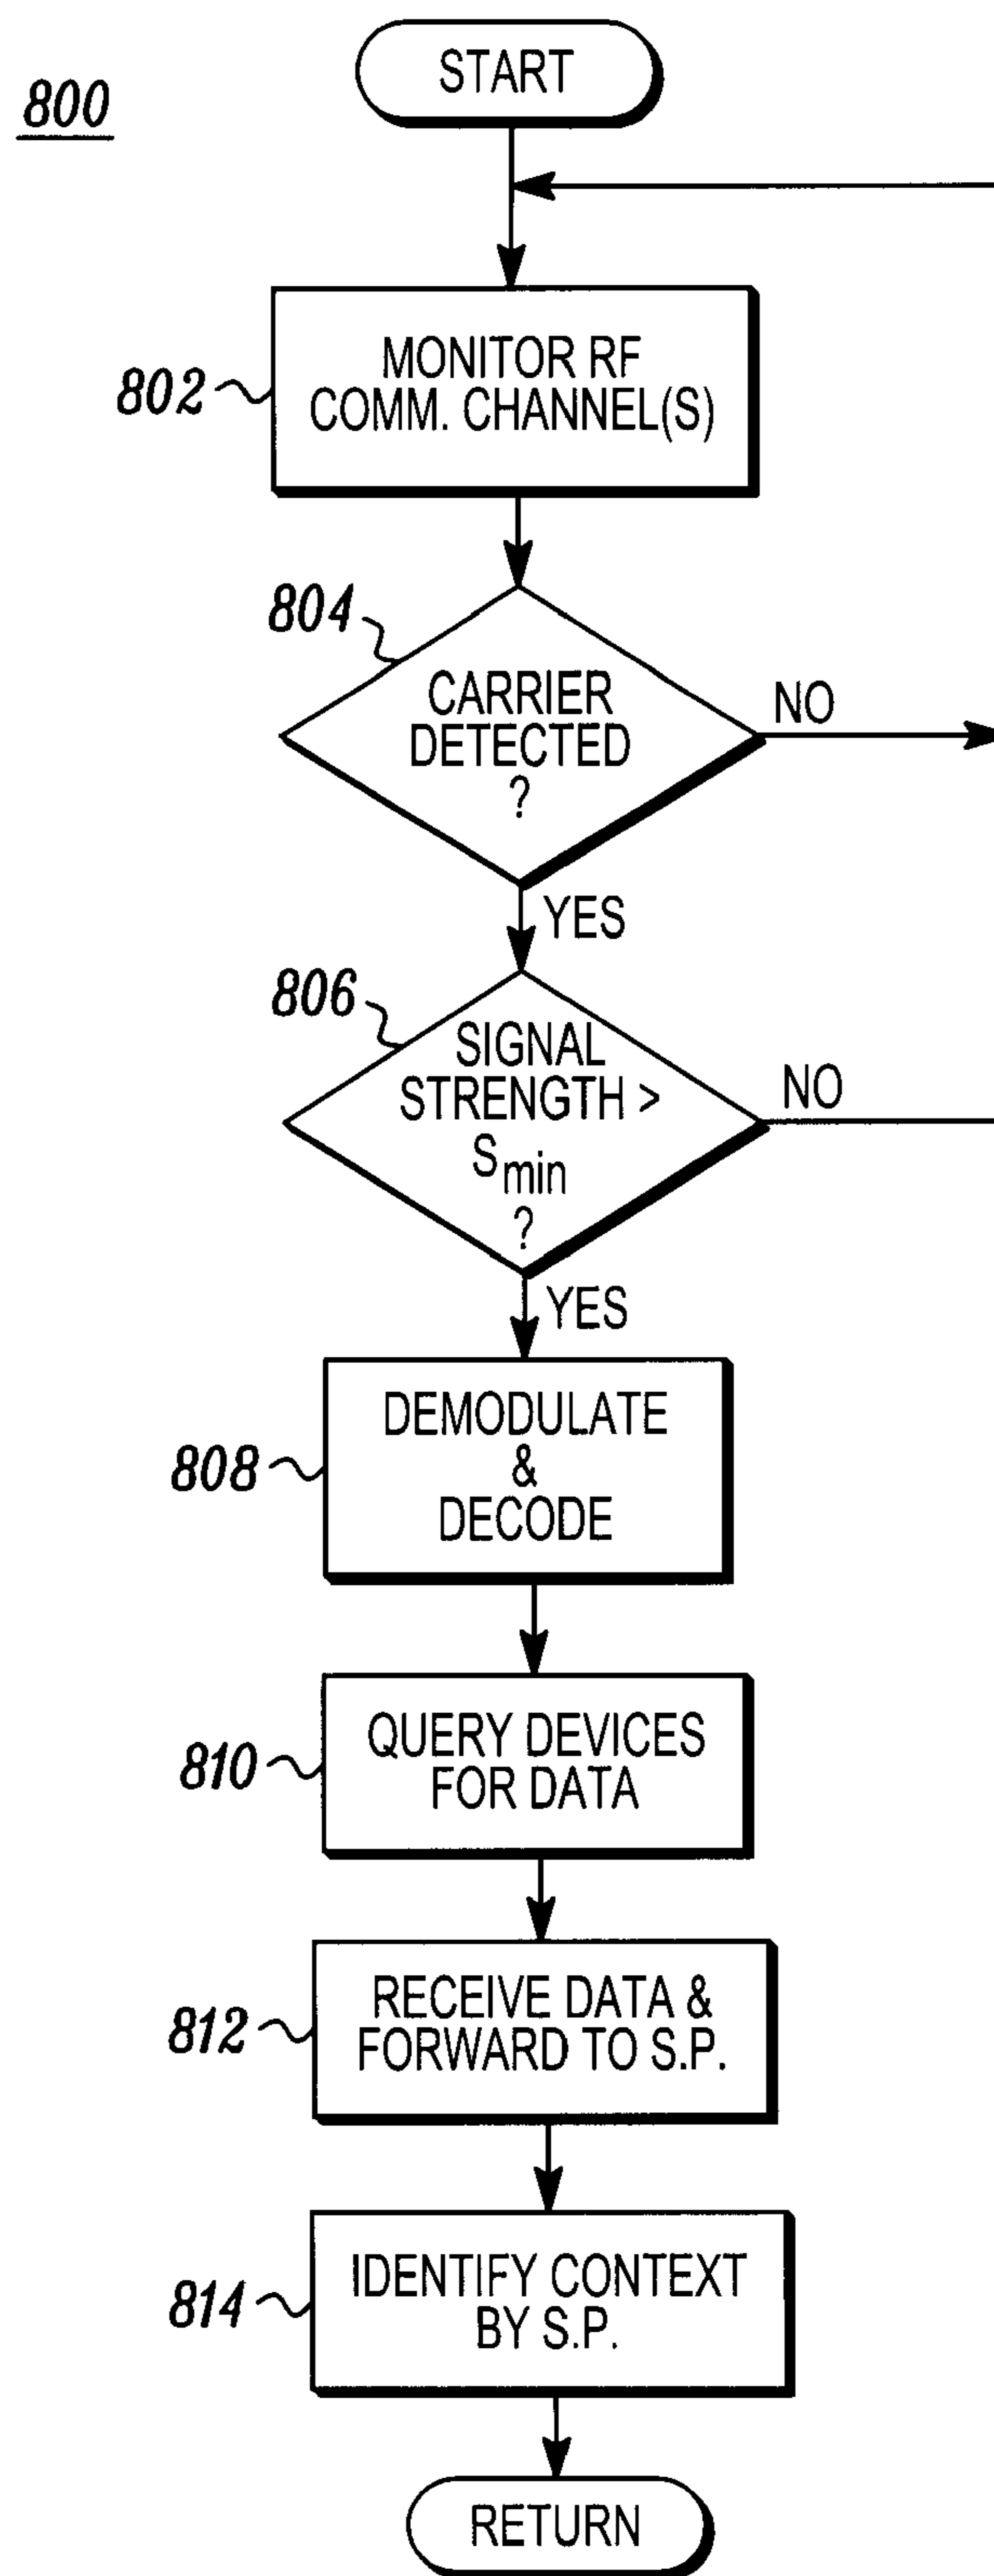 800
START
802
MONITOR RF
COMM. CHANNEL(S)
804
CARRIER
DETECTED
?
NO
YES
806
SIGNAL
STRENGTH >
Smin
?
NO
YES
808
DEMODULATE
&
DECODE
810
QUERY DEVICES
FOR DATA
812
RECEIVE DATA &
FORWARD TO S.P.
814
IDENTIFY CONTEXT
BY S.P.
RETURN